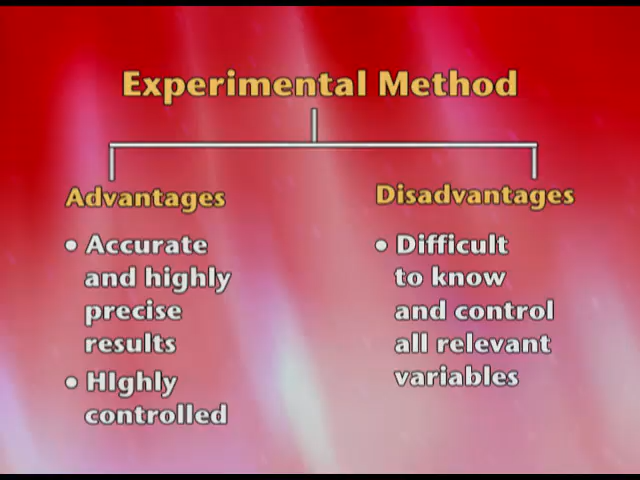 Experimental Method
Advantages
• Accurate
and highly
precise
results
• HIghly
controlled
Disadvantages
• Difficult
to know
and control
all relevant
variables